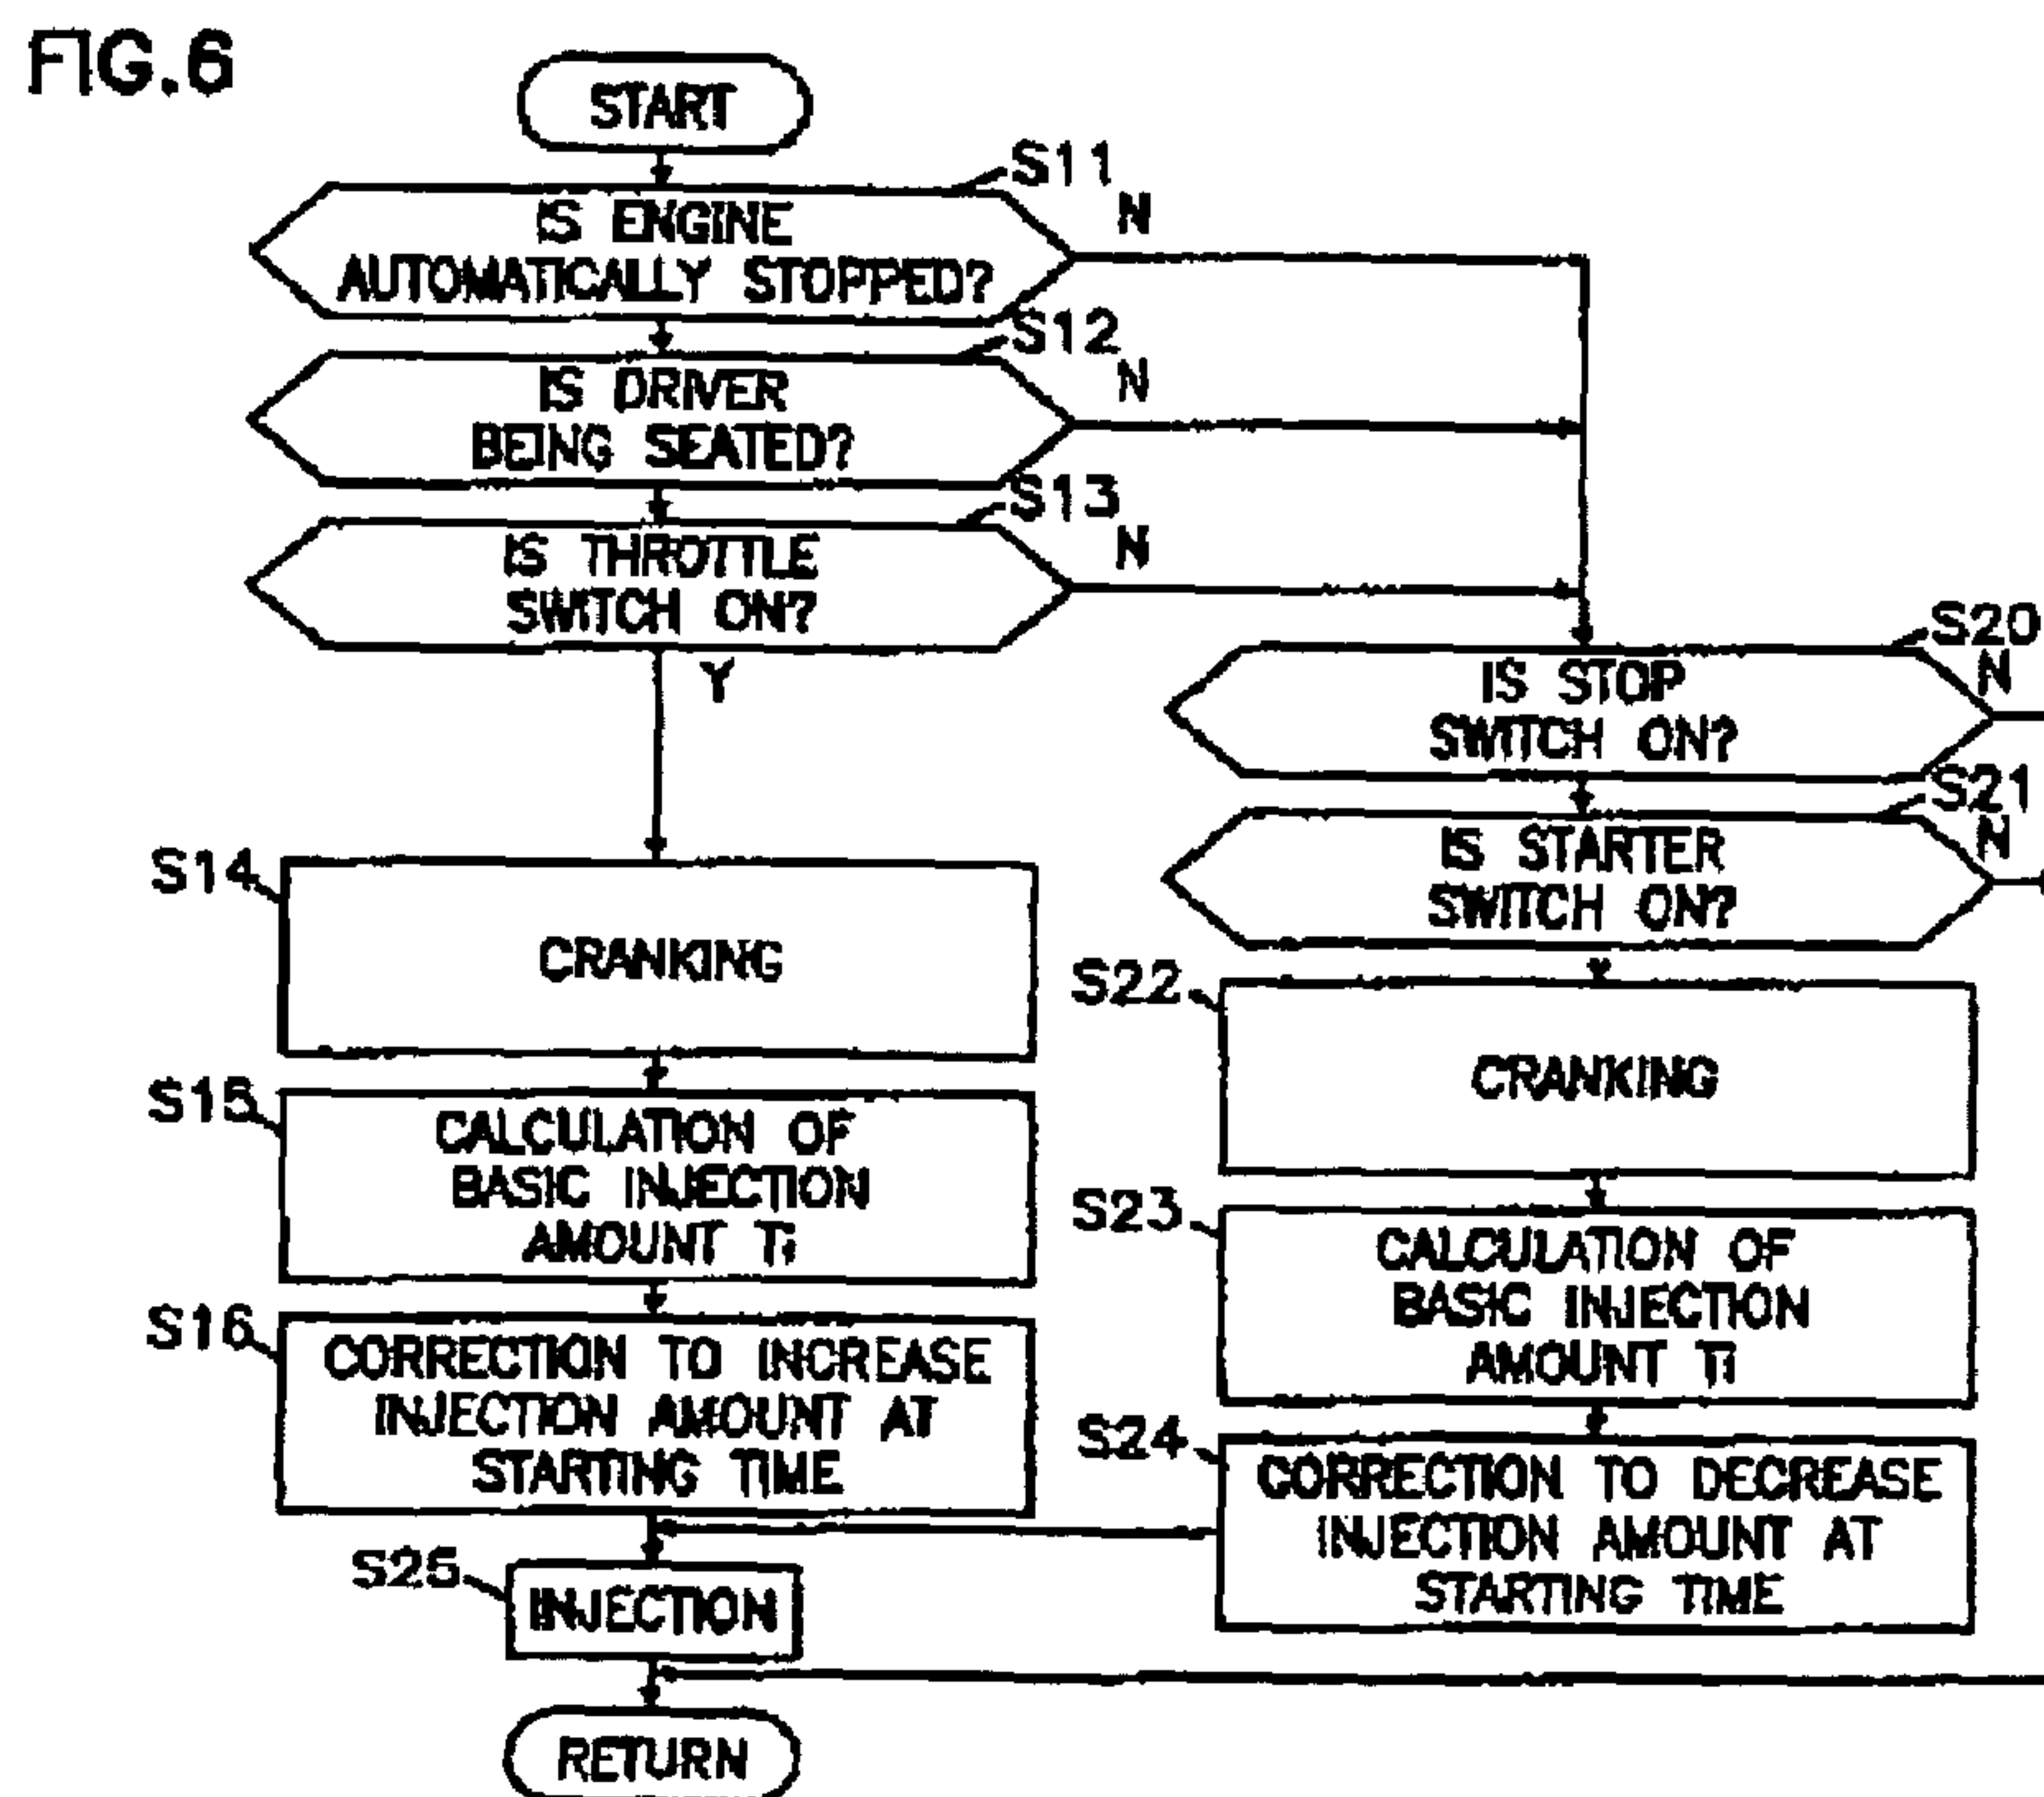 FIG.6
START
S11
N
IS ENGINE
AUTOMATICALLY STOPPED?
S12
N
IS DRIVER
BEING SEATED?
S13
N
IS THROTTLE
SWITCH ON?
Y
S20
N
IS STOP
SWITCH ON?
S21
N
IS STARTER
SWITCH ON?
S14
CRANKING
S22
CRANKING
S15
CALCULATION OF
BASIC INJECTION
AMOUNT Ti
S23
CALCULATION OF
BASIC INJECTION
AMOUNT Ti
S16
CORRECTION TO INCREASE
INJECTION AMOUNT AT
STARTING TIME
S24
CORRECTION TO DECREASE
INJECTION AMOUNT AT
STARTING TIME
S25
INJECTION
RETURN